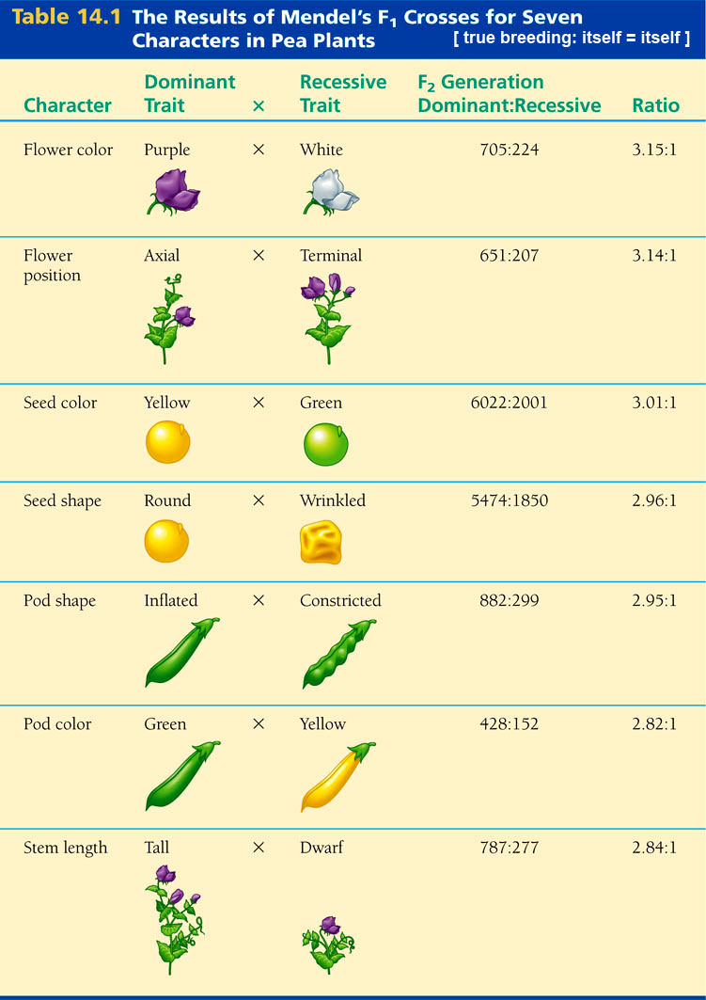 Table 14.1 The Results of Mendel's F₁ Crosses for Seven
Characters in Pea Plants [ true breeding: itself = itself ]
Dominant Recessive F₂ Generation
Character Trait × Trait Dominant:Recessive Ratio
Flower color Purple × White 705:224 3.15:1
Flower Axial × Terminal 651:207 3.14:1
position
Seed color Yellow × Green 6022:2001 3.01:1
Seed shape Round × Wrinkled 5474:1850 2.96:1
Pod shape Inflated × Constricted 882:299 2.95:1
Pod color Green × Yellow 428:152 2.82:1
Stem length Tall × Dwarf 787:277 2.84:1